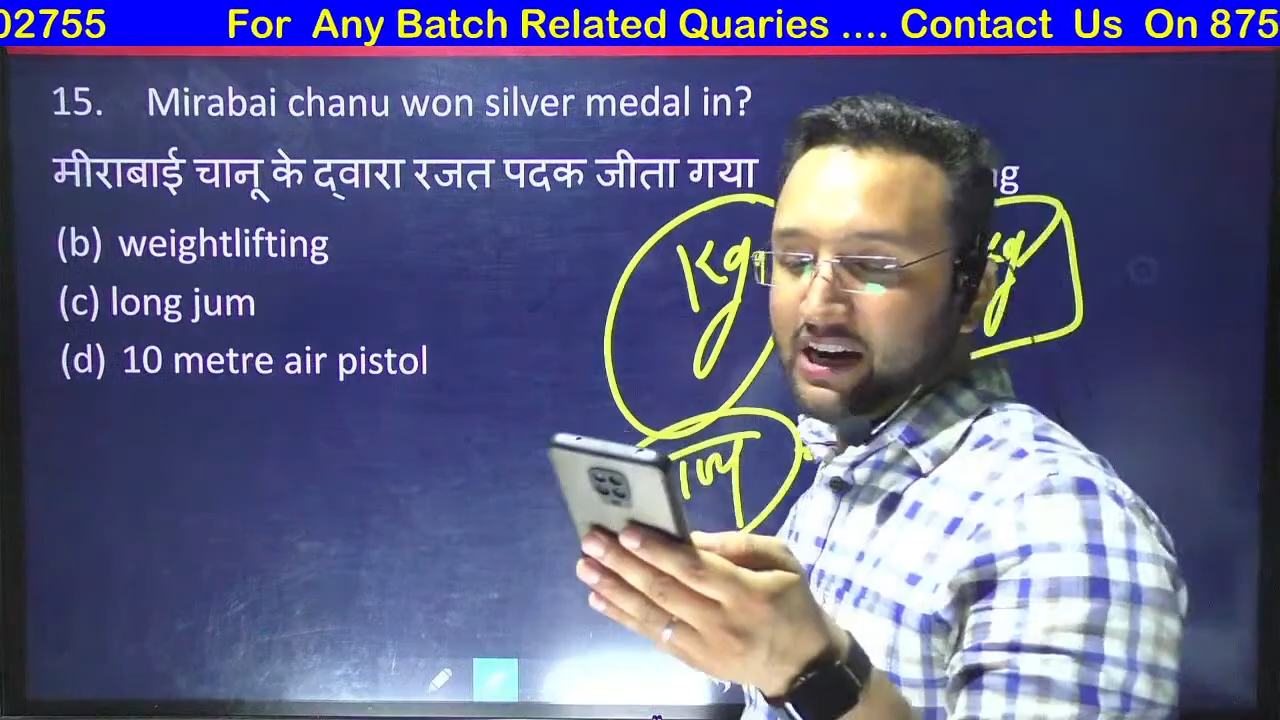 02755 For Any Batch Related Quaries .... Contact Us On 875
15. Mirabai chanu won silver medal in?
मीराबाई चानू के द्वारा रजत पदक जीता गया
(b) weightlifting
(c) long jum
(d) 10 metre air pistol
Kg